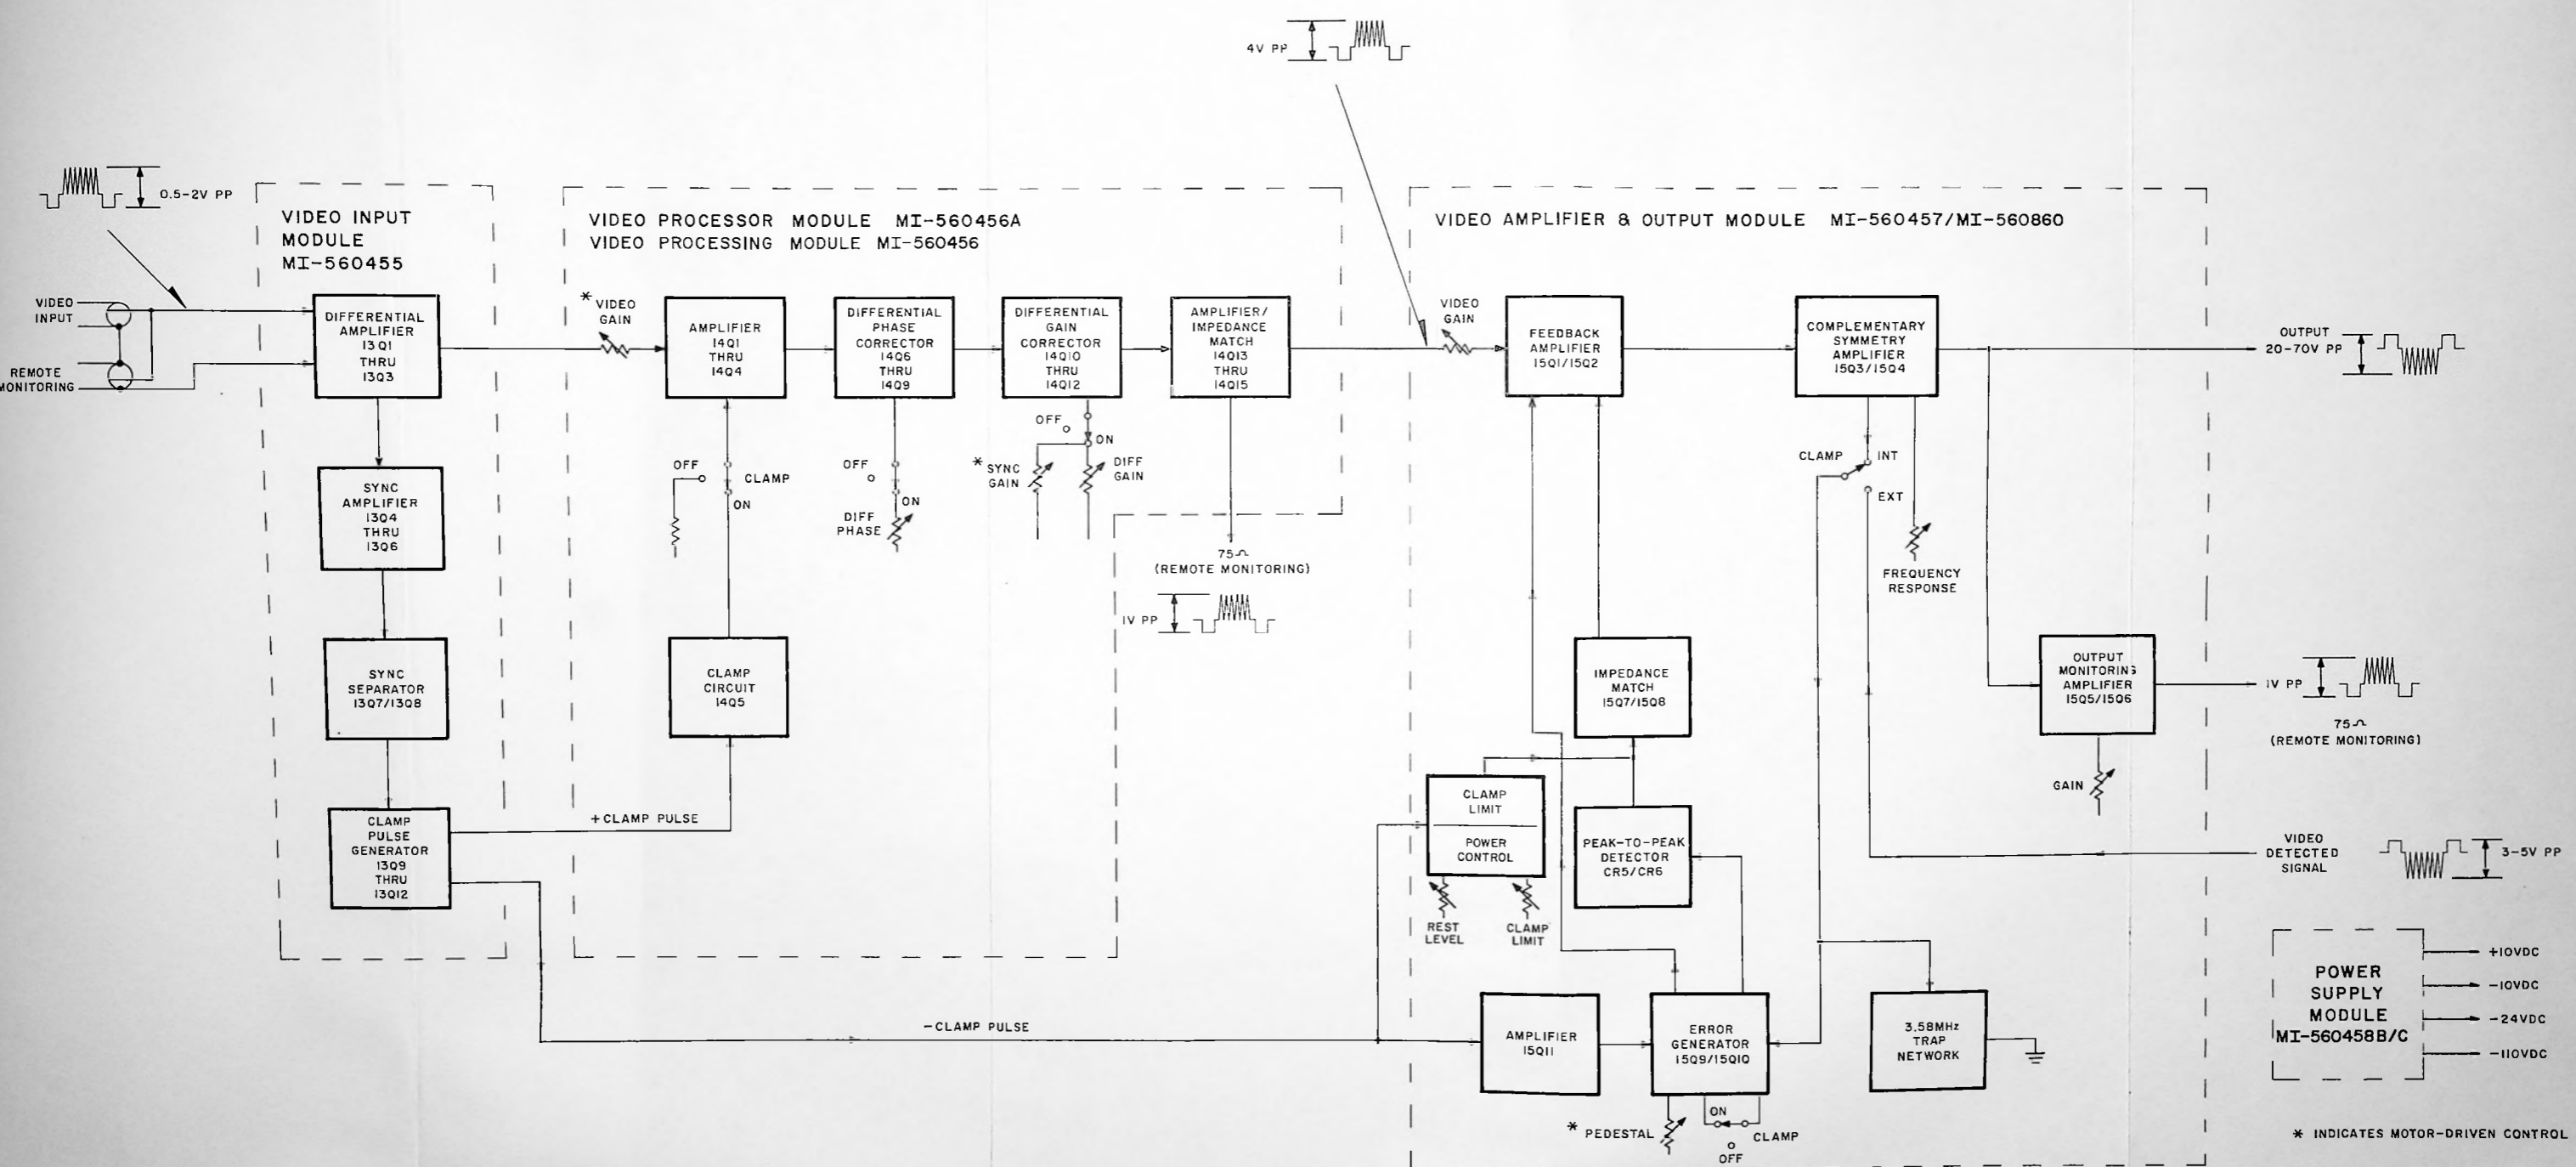 4V PP
0.5-2V PP
VIDEO INPUT
MODULE
MI-560455
VIDEO
INPUT
REMOTE
MONITORING
DIFFERENTIAL
AMPLIFIER
13Q1
THRU
13Q3
SYNC
AMPLIFIER
13Q4
THRU
13Q6
SYNC
SEPARATOR
13Q7/13Q8
CLAMP
PULSE
GENERATOR
13Q9
THRU
13Q12
VIDEO PROCESSOR MODULE MI-560456A
VIDEO PROCESSING MODULE MI-560456
* VIDEO
GAIN
AMPLIFIER
14Q1
THRU
14Q4
DIFFERENTIAL
PHASE
CORRECTOR
14Q6
THRU
14Q9
DIFFERENTIAL
GAIN
CORRECTOR
14Q10
THRU
14Q12
AMPLIFIER/
IMPEDANCE
MATCH
14Q13
THRU
14Q15
OFF
CLAMP
ON
OFF
ON
DIFF
PHASE
OFF
ON
* SYNC
GAIN
DIFF
GAIN
75Ω
(REMOTE MONITORING)
1V PP
CLAMP
CIRCUIT
14Q5
+CLAMP PULSE
-CLAMP PULSE
VIDEO AMPLIFIER & OUTPUT MODULE MI-560457/MI-560860
VIDEO
GAIN
FEEDBACK
AMPLIFIER
15Q1/15Q2
COMPLEMENTARY
SYMMETRY
AMPLIFIER
15Q3/15Q4
CLAMP
INT
EXT
FREQUENCY
RESPONSE
IMPEDANCE
MATCH
15Q7/15Q8
CLAMP
LIMIT
POWER
CONTROL
REST
LEVEL
CLAMP
LIMIT
PEAK-TO-PEAK
DETECTOR
CR5/CR6
OUTPUT
MONITORING
AMPLIFIER
15Q5/15Q6
GAIN
AMPLIFIER
15Q11
ERROR
GENERATOR
15Q9/15Q10
3.58MHz
TRAP
NETWORK
* PEDESTAL
ON
CLAMP
OFF
OUTPUT
20-70V PP
1V PP
75Ω
(REMOTE MONITORING)
VIDEO
DETECTED
SIGNAL
3-5V PP
POWER
SUPPLY
MODULE
MI-560458B/C
+10VDC
-10VDC
-24VDC
-110VDC
* INDICATES MOTOR-DRIVEN CONTROL